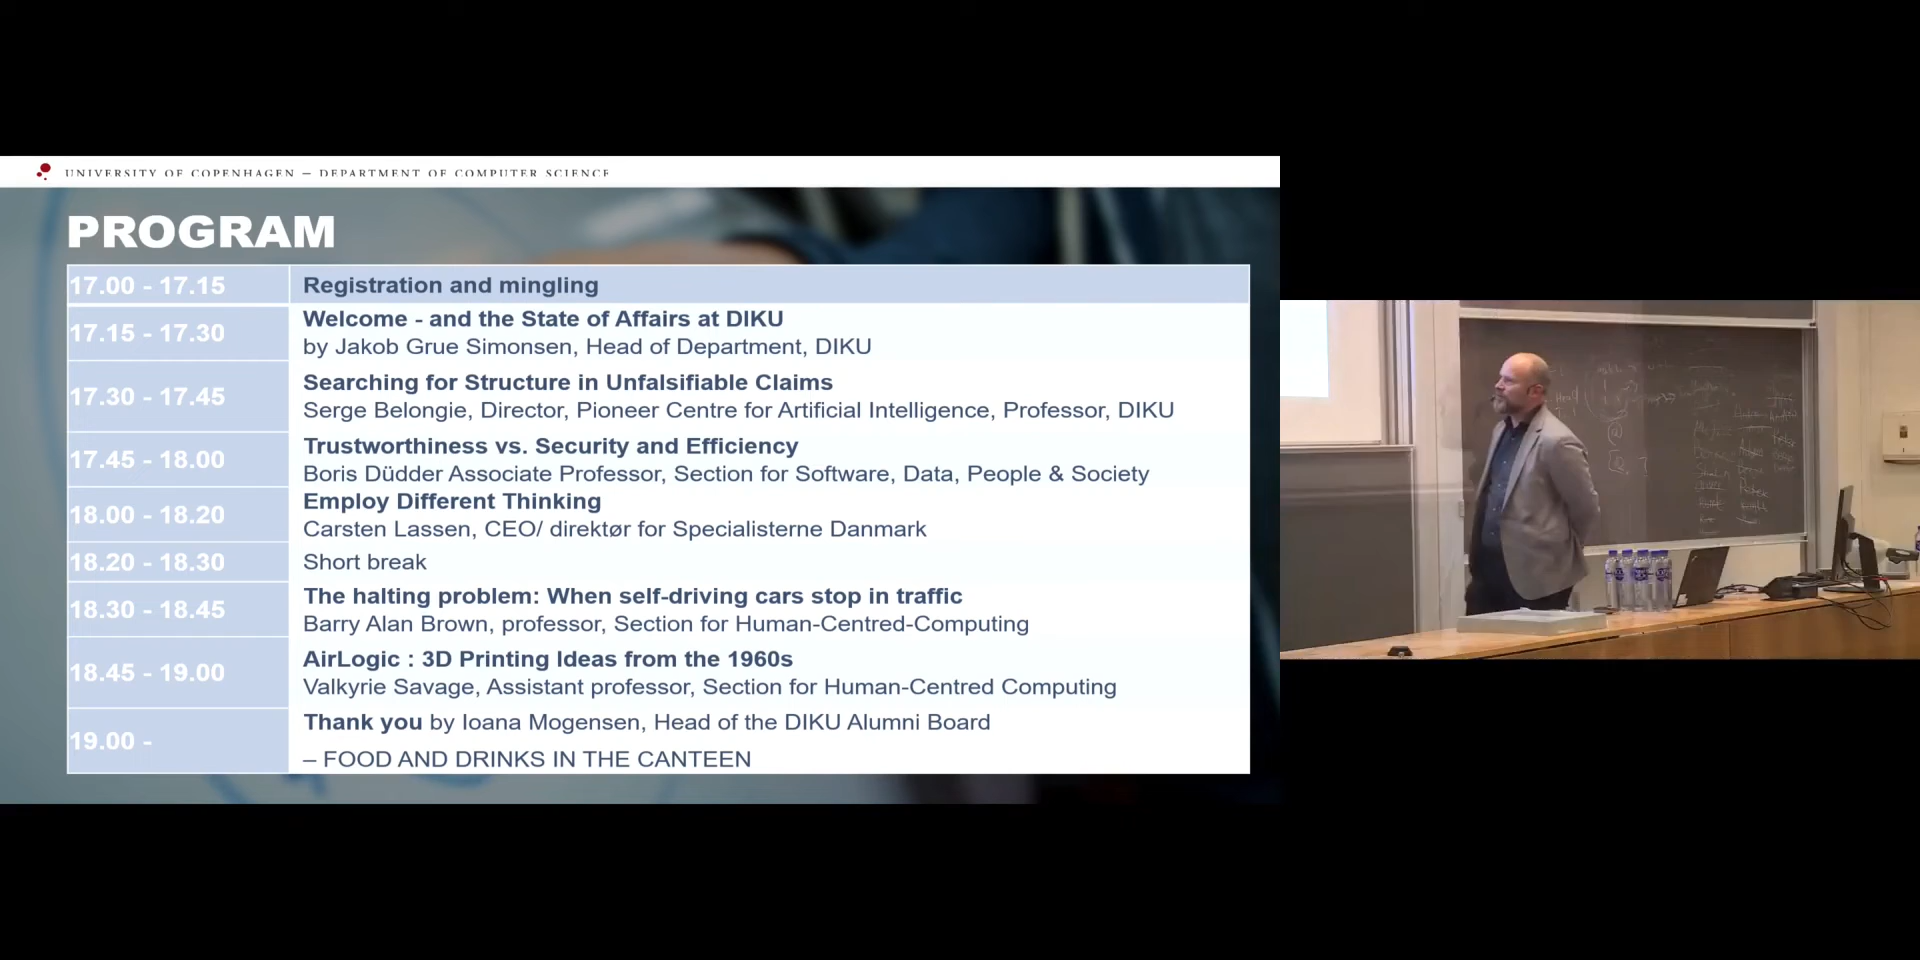 UNIVERSITY OF COPENHAGEN – DEPARTMENT OF COMPUTER SCIENCE
PROGRAM
17.00 - 17.15 Registration and mingling
17.15 - 17.30 Welcome - and the State of Affairs at DIKU
by Jakob Grue Simonsen, Head of Department, DIKU
17.30 - 17.45 Searching for Structure in Unfalsifiable Claims
Serge Belongie, Director, Pioneer Centre for Artificial Intelligence, Professor, DIKU
17.45 - 18.00 Trustworthiness vs. Security and Efficiency
Boris Düdder Associate Professor, Section for Software, Data, People & Society
18.00 - 18.20 Employ Different Thinking
Carsten Lassen, CEO/ direktør for Specialisterne Danmark
18.20 - 18.30 Short break
18.30 - 18.45 The halting problem: When self-driving cars stop in traffic
Barry Alan Brown, professor, Section for Human-Centred-Computing
18.45 - 19.00 AirLogic : 3D Printing Ideas from the 1960s
Valkyrie Savage, Assistant professor, Section for Human-Centred Computing
19.00 - Thank you by Ioana Mogensen, Head of the DIKU Alumni Board
– FOOD AND DRINKS IN THE CANTEEN